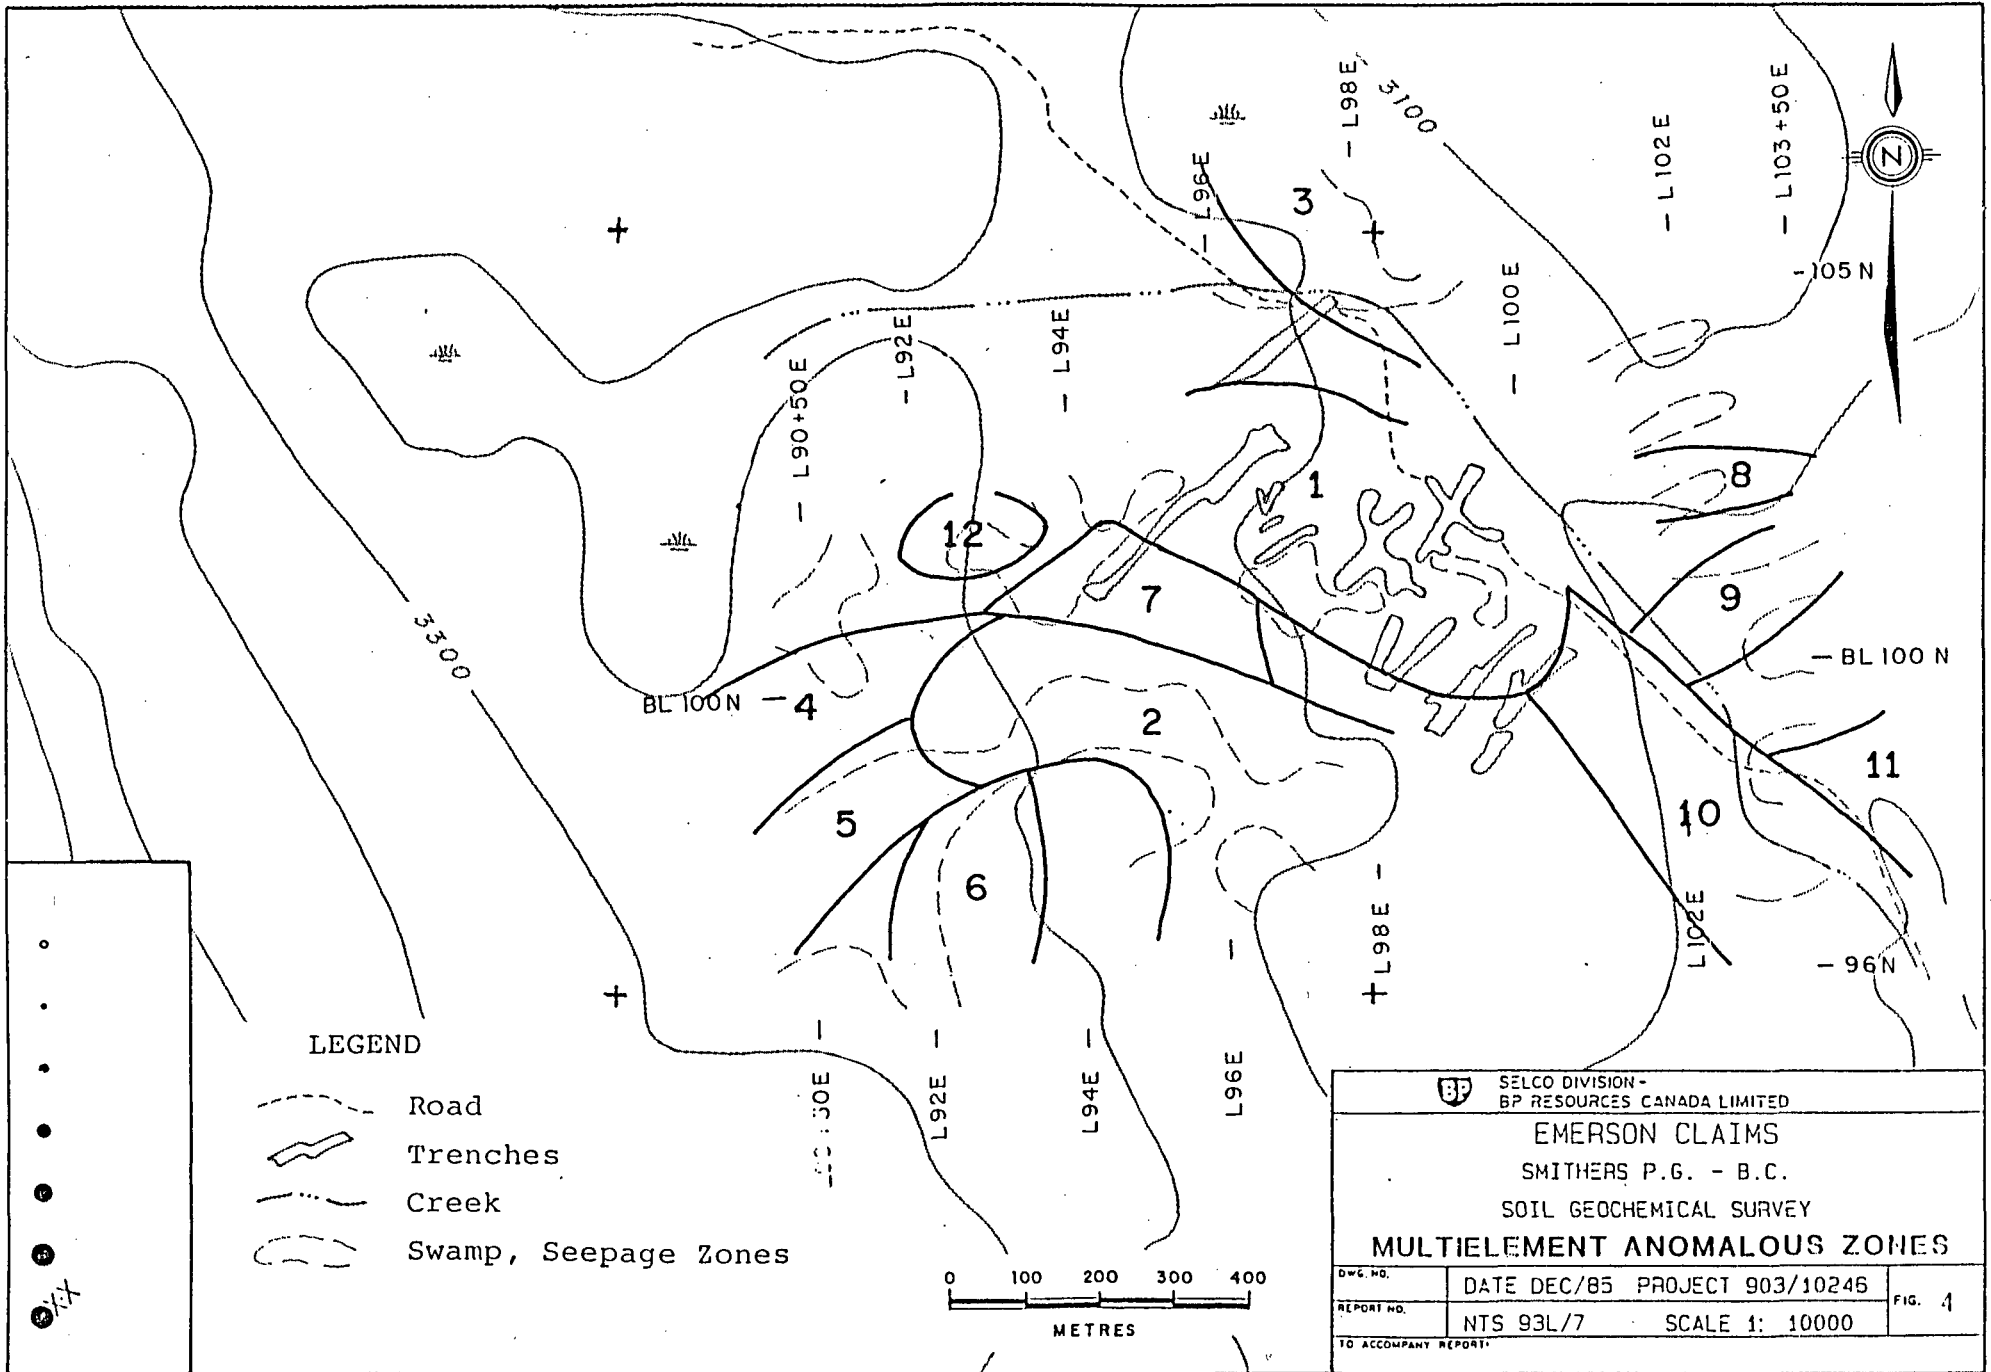 L98E
3100
L102E
L103+50E
L96E
3
N
105 N
L100E
L92E
L94E
L90+50E
8
1
12
7
9
3300
BL 100 N
BL 100 N
4
2
11
5
10
6
L98E
L102E
96N
LEGEND
Road
Trenches
Creek
Swamp, Seepage Zones
L92E
L94E
L96E
0 100 200 300 400
METRES
BP
SELCO DIVISION -
BP RESOURCES CANADA LIMITED
EMERSON CLAIMS
SMITHERS P.G. - B.C.
SOIL GEOCHEMICAL SURVEY
MULTIELEMENT ANOMALOUS ZONES
DWG. NO.
DATE DEC/85 PROJECT 903/10246
FIG. 4
REPORT NO.
NTS 93L/7 SCALE 1: 10000
TO ACCOMPANY REPORT: